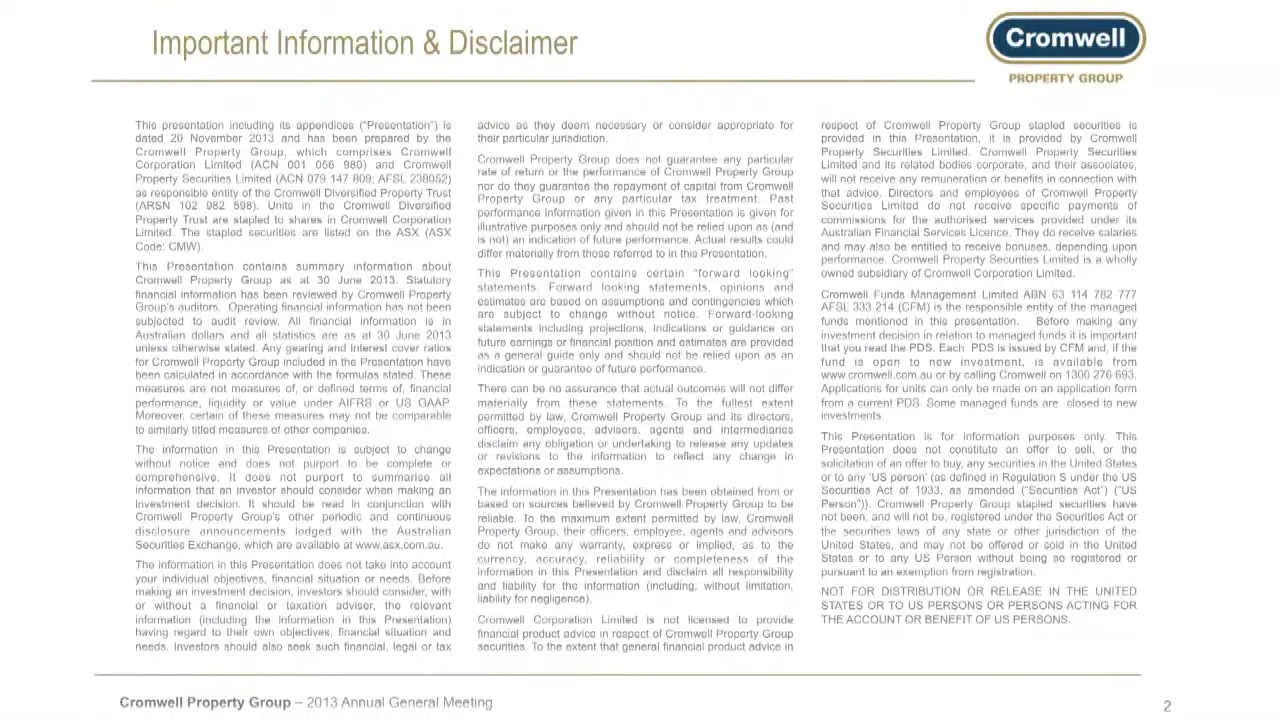 Important Information & Disclaimer
Cromwell
PROPERTY GROUP
This presentation including its appendices (“Presentation”) is
dated 20 November 2013 and has been prepared by the
Cromwell Property Group, which comprises Cromwell
Corporation Limited (ACN 001 056 980) and Cromwell
Property Securities Limited (ACN 079 147 809; AFSL 238052)
as responsible entity of the Cromwell Diversified Property Trust
(ARSN 102 982 598). Units in the Cromwell Diversified
Property Trust are stapled to shares in Cromwell Corporation
Limited. The stapled securities are listed on the ASX (ASX
Code: CMW).
This Presentation contains summary information about
Cromwell Property Group as at 30 June 2013. Statutory
financial information has been reviewed by Cromwell Property
Group’s auditors. Operating financial information has not been
subjected to audit review. All financial information is in
Australian dollars and all statistics are as at 30 June 2013
unless otherwise stated. Any gearing and interest cover ratios
for Cromwell Property Group included in the Presentation have
been calculated in accordance with the formulas stated. These
measures are not measures of, or defined terms of, financial
performance, liquidity or value under AIFRS or US GAAP.
Moreover, certain of these measures may not be comparable
to similarly titled measures of other companies.
The information in this Presentation is subject to change
without notice and does not purport to be complete or
comprehensive. It does not purport to summarise all
information that an investor should consider when making an
investment decision. It should be read in conjunction with
Cromwell Property Group’s other periodic and continuous
disclosure announcements lodged with the Australian
Securities Exchange, which are available at www.asx.com.au.
The information in this Presentation does not take into account
your individual objectives, financial situation or needs. Before
making an investment decision, investors should consider, with
or without a financial or taxation adviser, the relevant
information (including the information in this Presentation)
having regard to their own objectives, financial situation and
needs. Investors should also seek such financial, legal or tax
advice as they deem necessary or consider appropriate for
their particular jurisdiction.
Cromwell Property Group does not guarantee any particular
rate of return or the performance of Cromwell Property Group
nor do they guarantee the repayment of capital from Cromwell
Property Group or any particular tax treatment. Past
performance information given in this Presentation is given for
illustrative purposes only and should not be relied upon as (and
is not) an indication of future performance. Actual results could
differ materially from those referred to in this Presentation.
This Presentation contains certain “forward looking”
statements. Forward looking statements, opinions and
estimates are based on assumptions and contingencies which
are subject to change without notice. Forward-looking
statements including projections, indications or guidance on
future earnings or financial position and estimates are provided
as a general guide only and should not be relied upon as an
indication or guarantee of future performance.
There can be no assurance that actual outcomes will not differ
materially from these statements. To the fullest extent
permitted by law, Cromwell Property Group and its directors,
officers, employees, advisers, agents and intermediaries
disclaim any obligation or undertaking to release any updates
or revisions to the information to reflect any change in
expectations or assumptions.
The information in this Presentation has been obtained from or
based on sources believed by Cromwell Property Group to be
reliable. To the maximum extent permitted by law, Cromwell
Property Group, their officers, employee, agents and advisors
do not make any warranty, express or implied, as to the
currency, accuracy, reliability or completeness of the
information in this Presentation and disclaim all responsibility
and liability for the information (including, without limitation,
liability for negligence).
Cromwell Corporation Limited is not licensed to provide
financial product advice in respect of Cromwell Property Group
securities. To the extent that general financial product advice in
respect of Cromwell Property Group stapled securities is
provided in this Presentation, it is provided by Cromwell
Property Securities Limited. Cromwell Property Securities
Limited and its related bodies corporate, and their associates,
will not receive any remuneration or benefits in connection with
that advice. Directors and employees of Cromwell Property
Securities Limited do not receive specific payments of
commissions for the authorised services provided under its
Australian Financial Services Licence. They do receive salaries
and may also be entitled to receive bonuses, depending upon
performance. Cromwell Property Securities Limited is a wholly
owned subsidiary of Cromwell Corporation Limited.
Cromwell Funds Management Limited ABN 63 114 782 777
AFSL 333 214 (CFM) is the responsible entity of the managed
funds mentioned in this presentation. Before making any
investment decision in relation to managed funds it is important
that you read the PDS. Each PDS is issued by CFM and, if the
fund is open to new investment, is available from
www.cromwell.com.au or by calling Cromwell on 1300 276 693.
Applications for units can only be made on an application form
from a current PDS. Some managed funds are closed to new
investments.
This Presentation is for information purposes only. This
Presentation does not constitute an offer to sell, or the
solicitation of an offer to buy, any securities in the United States
or to any ‘US person’ (as defined in Regulation S under the US
Securities Act of 1933, as amended (“Securities Act”) (“US
Person”)). Cromwell Property Group stapled securities have
not been, and will not be, registered under the Securities Act or
the securities laws of any state or other jurisdiction of the
United States, and may not be offered or sold in the United
States or to any US Person without being so registered or
pursuant to an exemption from registration.
NOT FOR DISTRIBUTION OR RELEASE IN THE UNITED
STATES OR TO US PERSONS OR PERSONS ACTING FOR
THE ACCOUNT OR BENEFIT OF US PERSONS.
Cromwell Property Group – 2013 Annual General Meeting
2